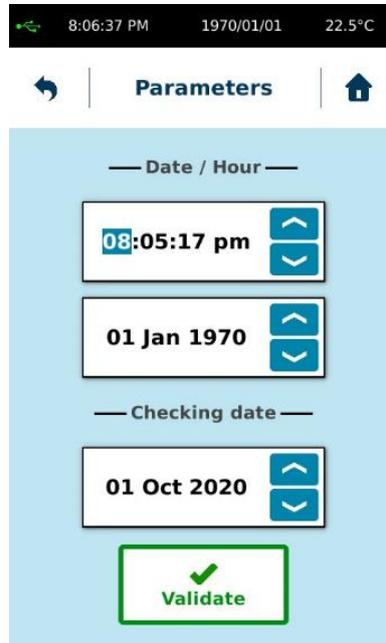 8:06:37 PM 1970/01/01 22.5°C
Parameters
Date / Hour
08:05:17 pm
01 Jan 1970
Checking date
01 Oct 2020
Validate